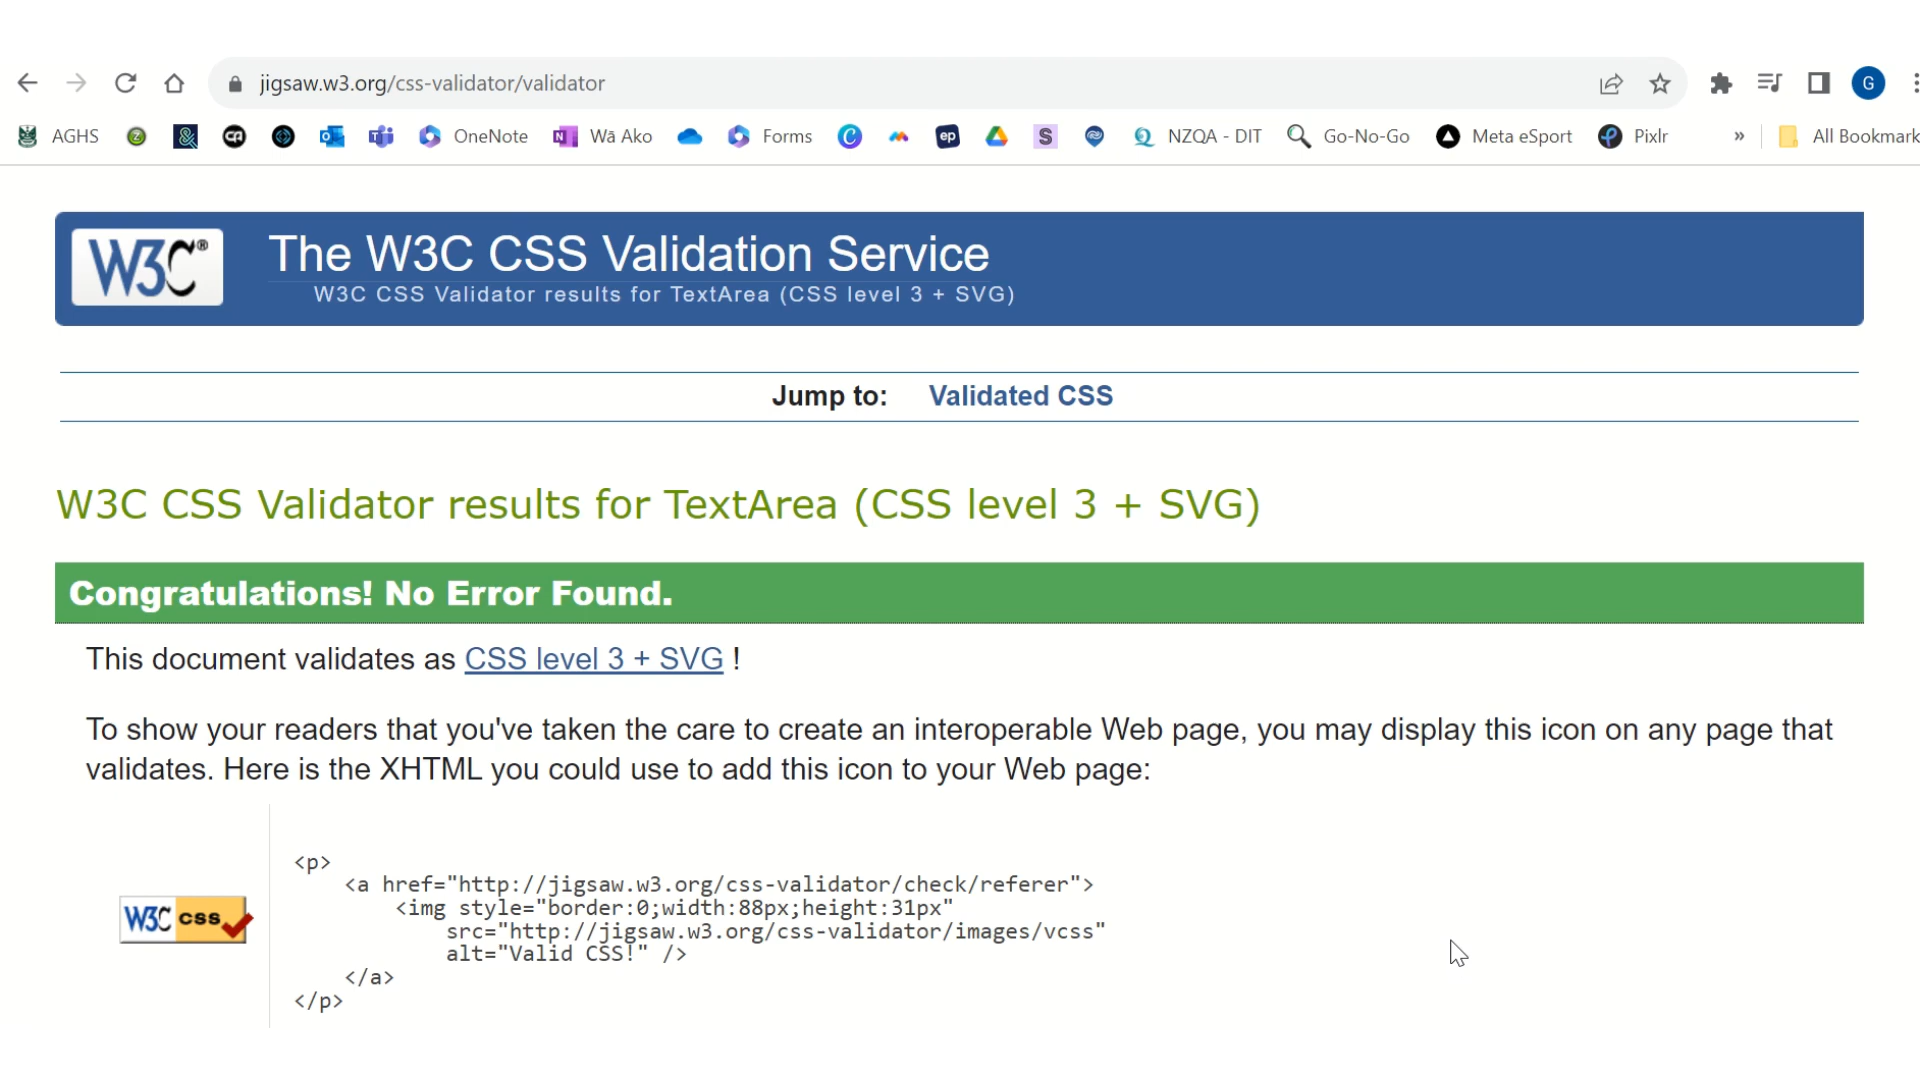 jigsaw.w3.org/css-validator/validator
G
AGHS OneNote Wā Ako Forms ep S NZQA - DIT Go-No-Go Meta eSport Pixlr » All Bookmark
W3C®
The W3C CSS Validation Service
W3C CSS Validator results for TextArea (CSS level 3 + SVG)
Jump to: Validated CSS
W3C CSS Validator results for TextArea (CSS level 3 + SVG)
Congratulations! No Error Found.
This document validates as CSS level 3 + SVG !
To show your readers that you've taken the care to create an interoperable Web page, you may display this icon on any page that
validates. Here is the XHTML you could use to add this icon to your Web page:
W3C css
<p>
<a href="http://jigsaw.w3.org/css-validator/check/referer">
<img style="border:0;width:88px;height:31px"
src="http://jigsaw.w3.org/css-validator/images/vcss"
alt="Valid CSS!" />
</a>
</p>